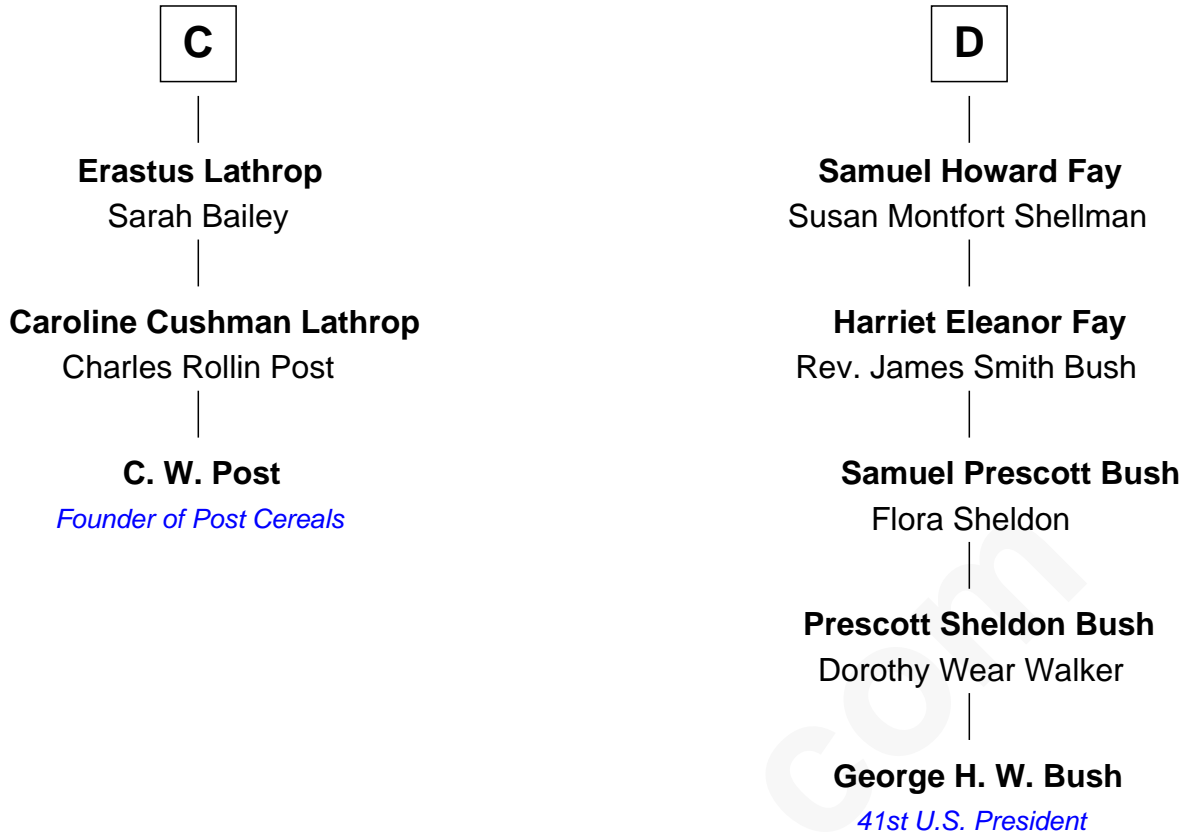 C
Erastus Lathrop
Sarah Bailey
Caroline Cushman Lathrop
Charles Rollin Post
C. W. Post
Founder of Post Cereals
D
Samuel Howard Fay
Susan Montfort Shellman
Harriet Eleanor Fay
Rev. James Smith Bush
Samuel Prescott Bush
Flora Sheldon
Prescott Sheldon Bush
Dorothy Wear Walker
George H. W. Bush
41st U.S. President
com